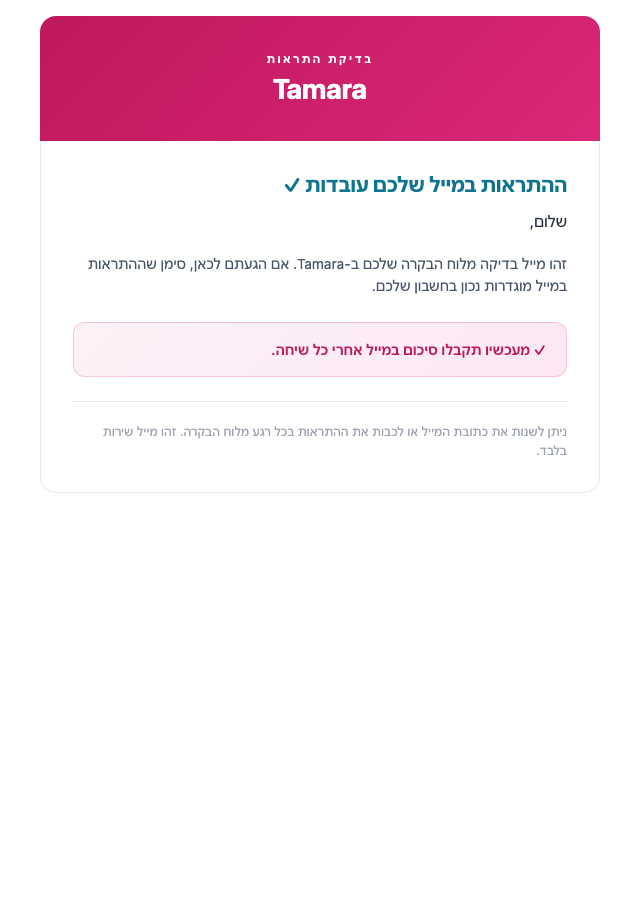 בדיקת התראות
Tamara
ההתראות במייל שלכם עובדות ✓
שלום,
זהו מייל בדיקה מלוח הבקרה שלכם ב-Tamara. אם הגעתם לכאן, סימן שההתראות
במייל מוגדרות נכון בחשבון שלכם.
✓ מעכשיו תקבלו סיכום במייל אחרי כל שיחה.
ניתן לשנות את כתובת המייל או לכבות את ההתראות בכל רגע מלוח הבקרה. זהו מייל שירות
בלבד.